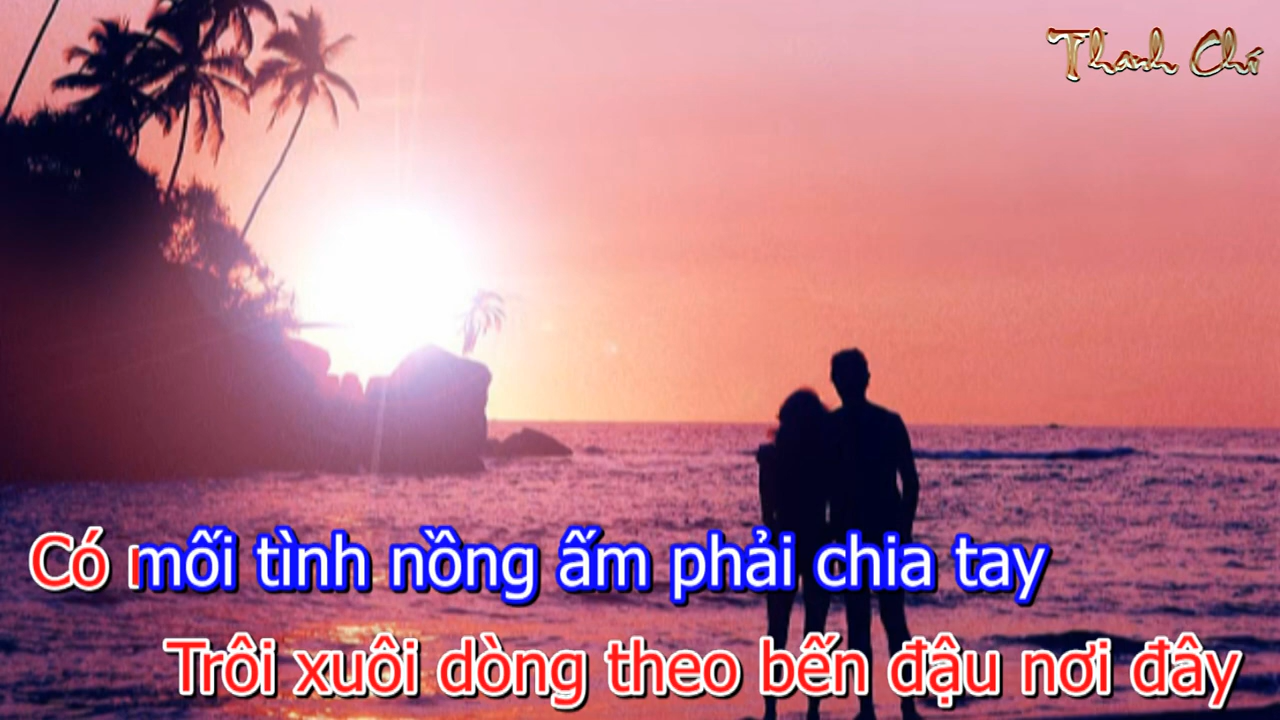 Thanh Chí
Có mối tình nồng ấm phải chia tay
Trôi xuôi dòng theo bến đậu nơi đây